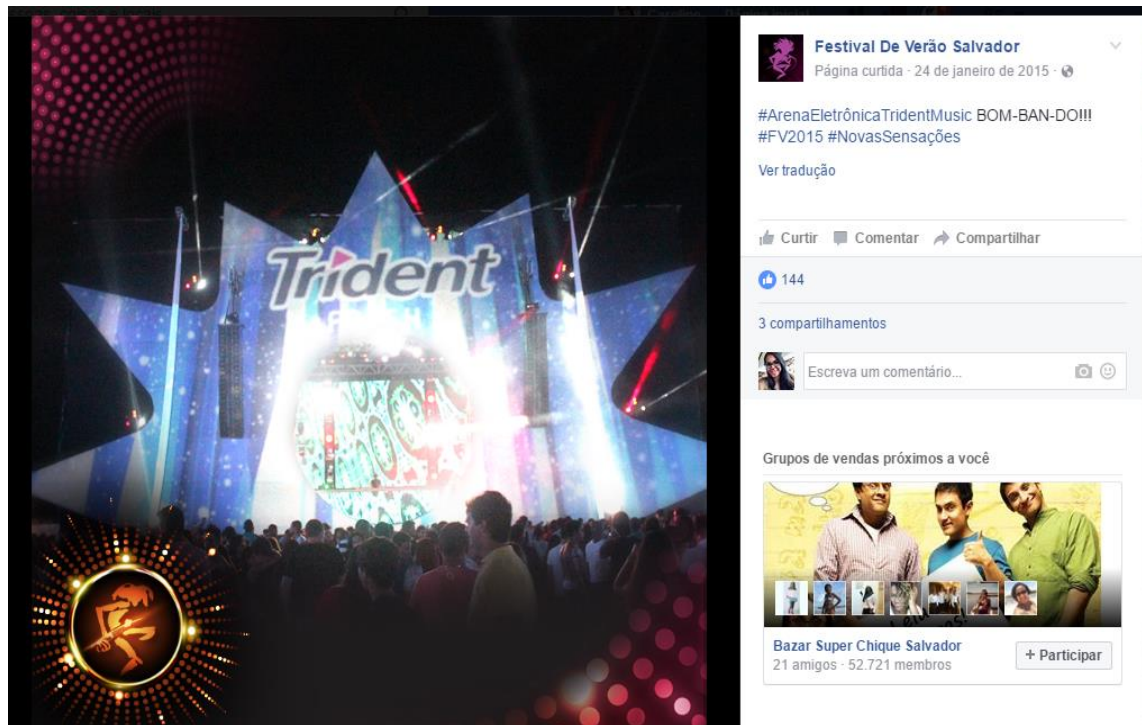 Trident
Festival De Verão Salvador
Página curtida · 24 de janeiro de 2015 ·
#ArenaEletrônicaTridentMusic BOM-BAN-DO!!!
#FV2015 #NovasSensações
Ver tradução
Curtir Comentar Compartilhar
144
3 compartilhamentos
Escreva um comentário...
Grupos de vendas próximos a você
Bazar Super Chique Salvador
21 amigos · 52.721 membros
+ Participar